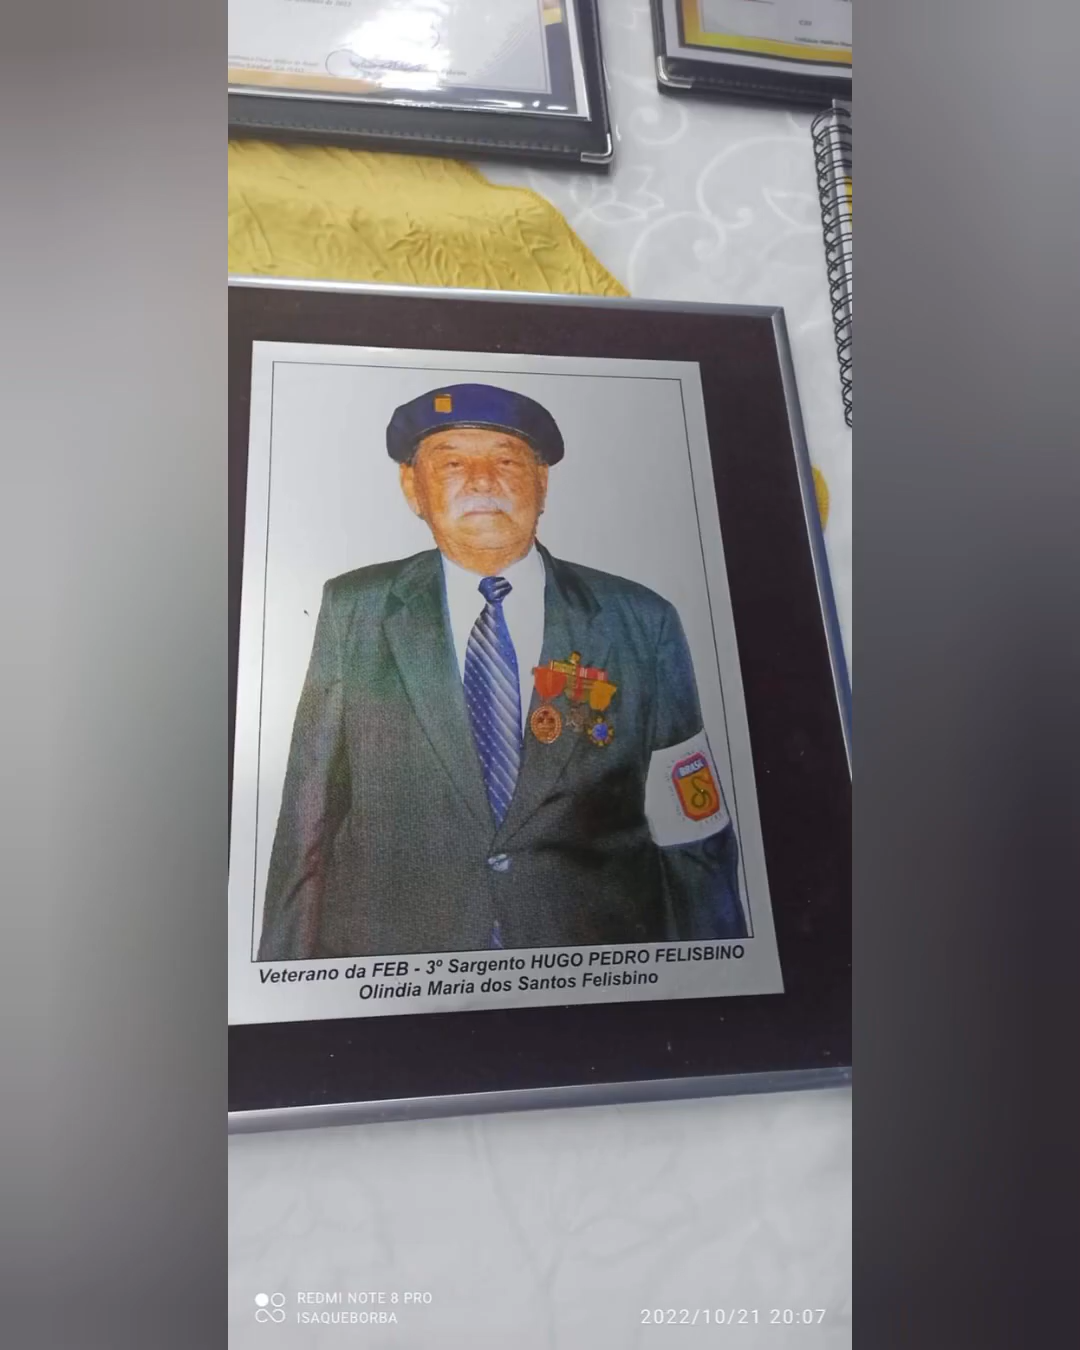 Veterano da FEB - 3º Sargento HUGO PEDRO FELISBINO
Olindia Maria dos Santos Felisbino
BRASIL
REDMI NOTE 8 PRO
ISAQUEBORBA
2022/10/21 20:07